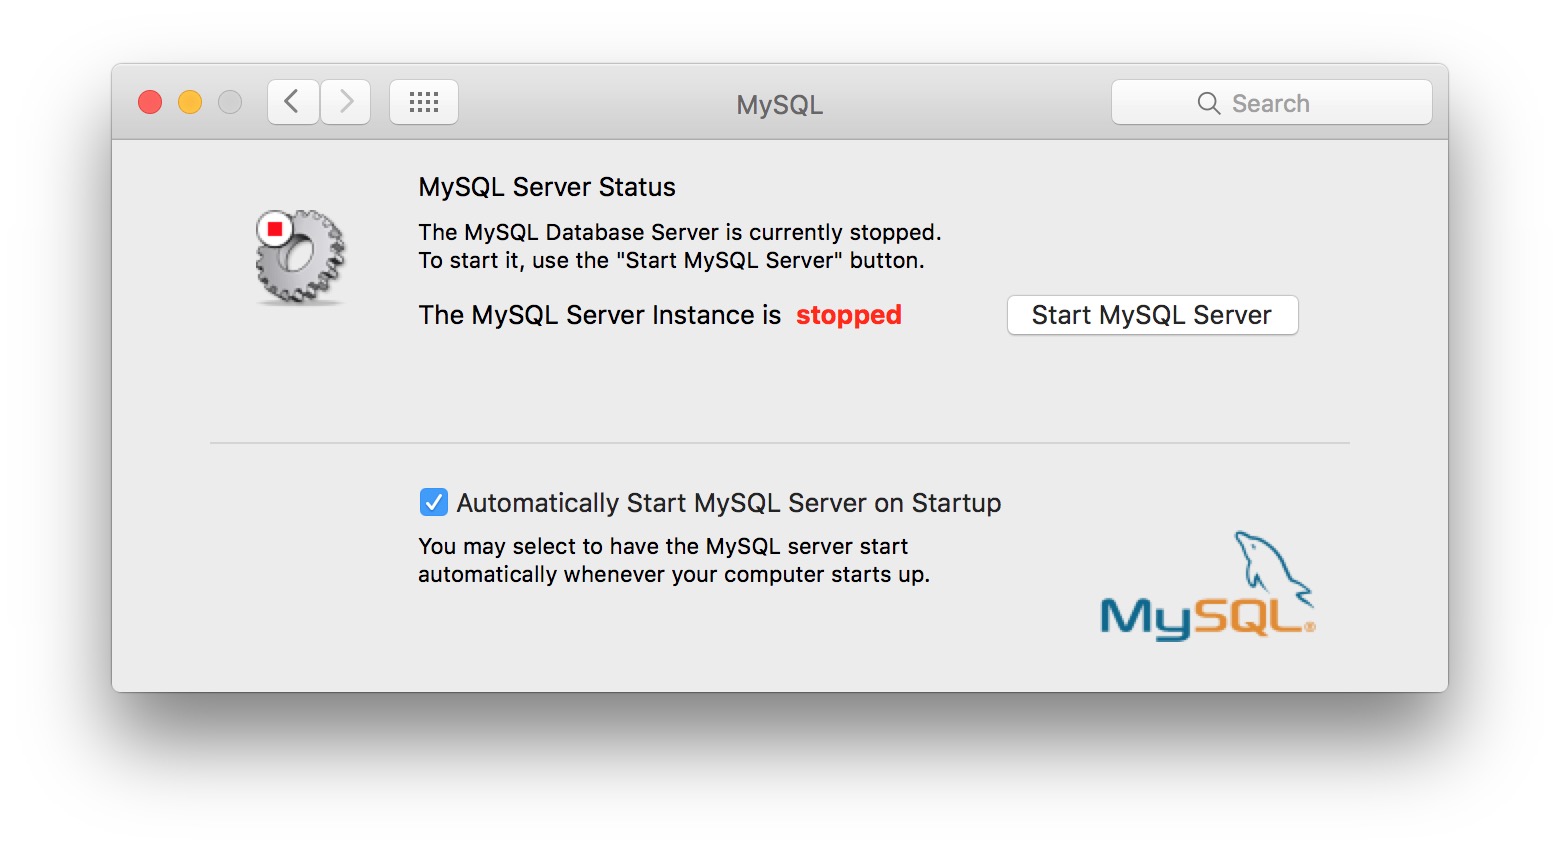 MySQL
Search
MySQL Server Status
The MySQL Database Server is currently stopped.
To start it, use the "Start MySQL Server" button.
The MySQL Server Instance is stopped
Start MySQL Server
Automatically Start MySQL Server on Startup
You may select to have the MySQL server start
automatically whenever your computer starts up.
MySQL®